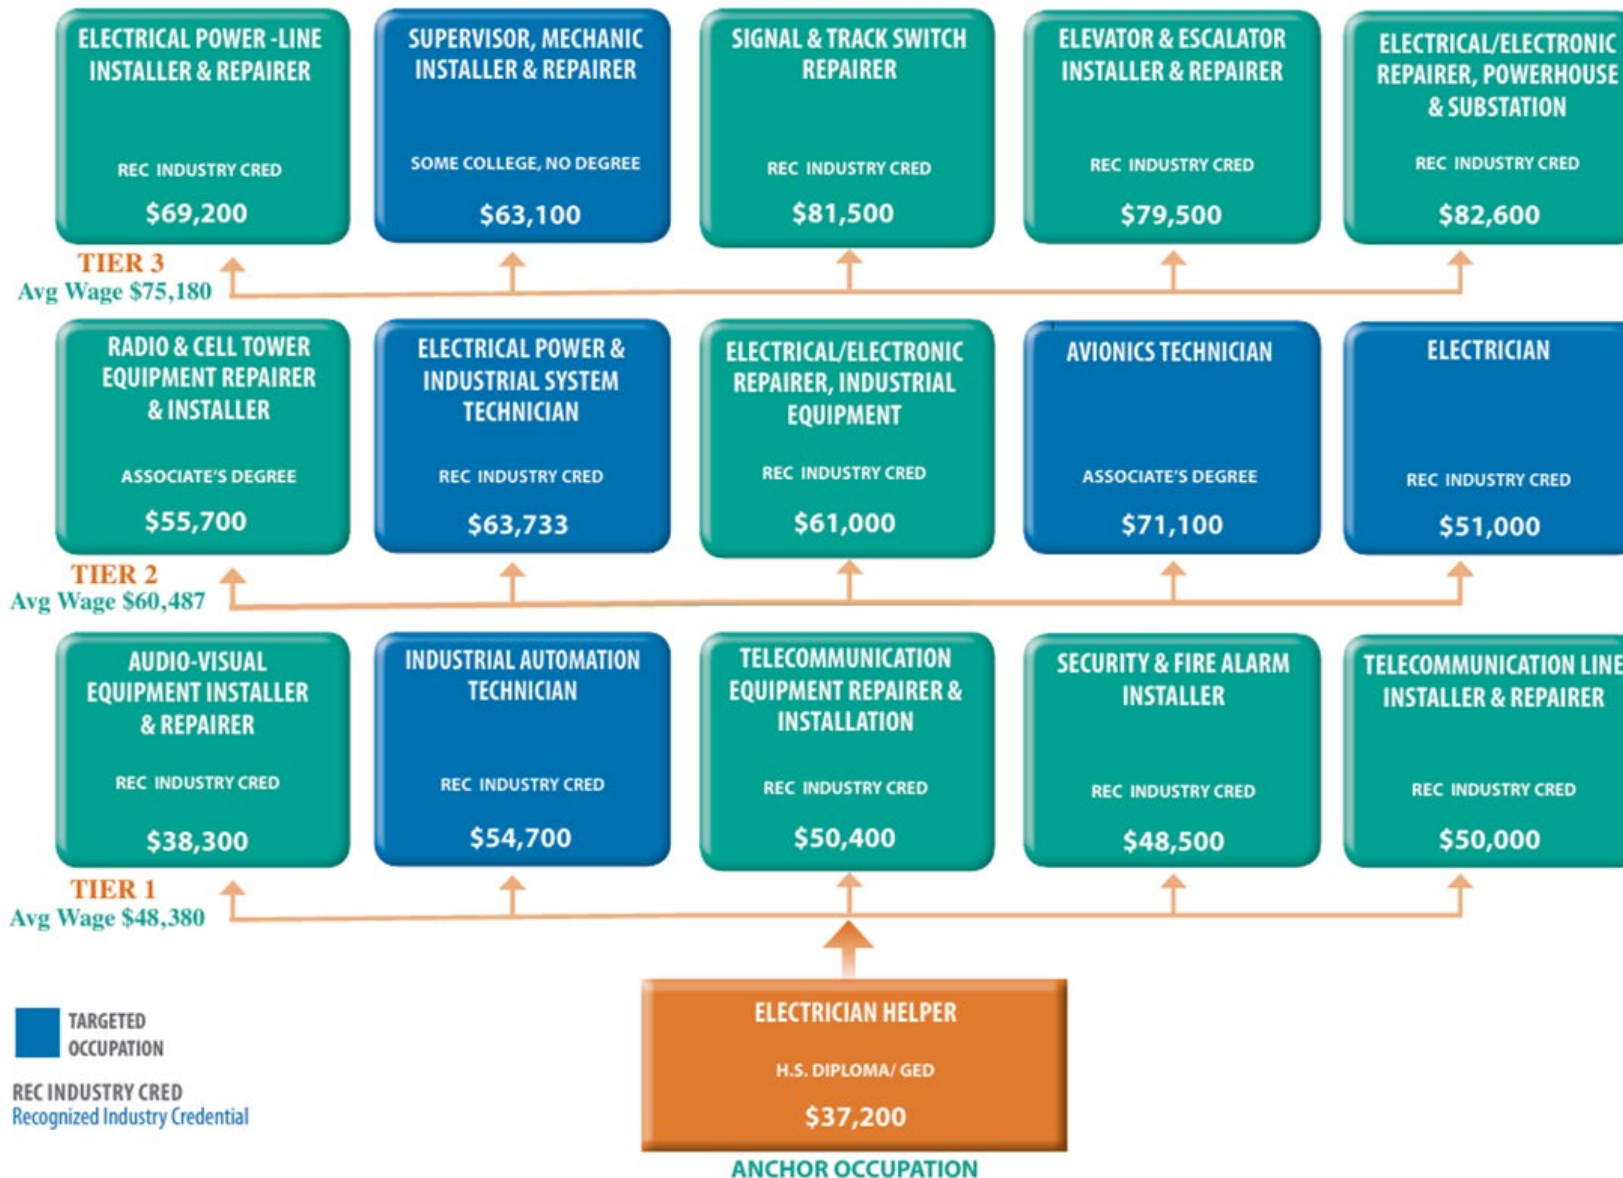 ELECTRICAL POWER -LINE
INSTALLER & REPAIRER
REC INDUSTRY CRED
$69,200
SUPERVISOR, MECHANIC
INSTALLER & REPAIRER
SOME COLLEGE, NO DEGREE
$63,100
SIGNAL & TRACK SWITCH
REPAIRER
REC INDUSTRY CRED
$81,500
ELEVATOR & ESCALATOR
INSTALLER & REPAIRER
REC INDUSTRY CRED
$79,500
ELECTRICAL/ELECTRONIC
REPAIRER, POWERHOUSE
& SUBSTATION
REC INDUSTRY CRED
$82,600
TIER 3
Avg Wage $75,180
RADIO & CELL TOWER
EQUIPMENT REPAIRER
& INSTALLER
ASSOCIATE'S DEGREE
$55,700
ELECTRICAL POWER &
INDUSTRIAL SYSTEM
TECHNICIAN
REC INDUSTRY CRED
$63,733
ELECTRICAL/ELECTRONIC
REPAIRER, INDUSTRIAL
EQUIPMENT
REC INDUSTRY CRED
$61,000
AVIONICS TECHNICIAN
ASSOCIATE'S DEGREE
$71,100
ELECTRICIAN
REC INDUSTRY CRED
$51,000
TIER 2
Avg Wage $60,487
AUDIO-VISUAL
EQUIPMENT INSTALLER
& REPAIRER
REC INDUSTRY CRED
$38,300
INDUSTRIAL AUTOMATION
TECHNICIAN
REC INDUSTRY CRED
$54,700
TELECOMMUNICATION
EQUIPMENT REPAIRER &
INSTALLATION
REC INDUSTRY CRED
$50,400
SECURITY & FIRE ALARM
INSTALLER
REC INDUSTRY CRED
$48,500
TELECOMMUNICATION LINE
INSTALLER & REPAIRER
REC INDUSTRY CRED
$50,000
TIER 1
Avg Wage $48,380
ELECTRICIAN HELPER
H.S. DIPLOMA/ GED
$37,200
ANCHOR OCCUPATION
TARGETED
OCCUPATION
REC INDUSTRY CRED
Recognized Industry Credential